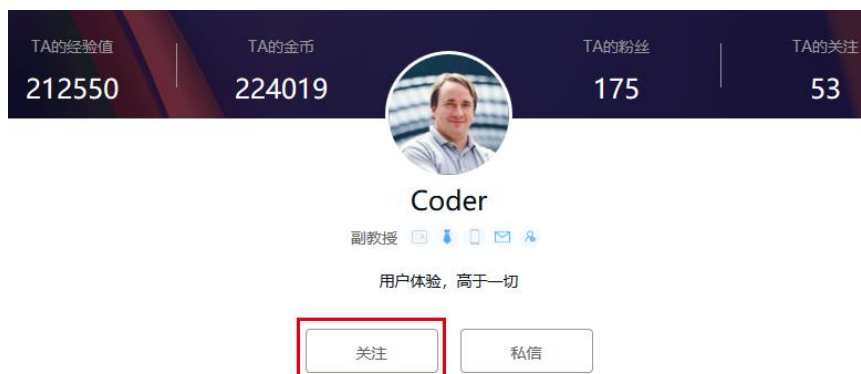 TA的经验值 TA的金币 TA的粉丝 TA的关注
212550 224019 175 53
Coder
副教授
用户体验，高于一切
关注 私信